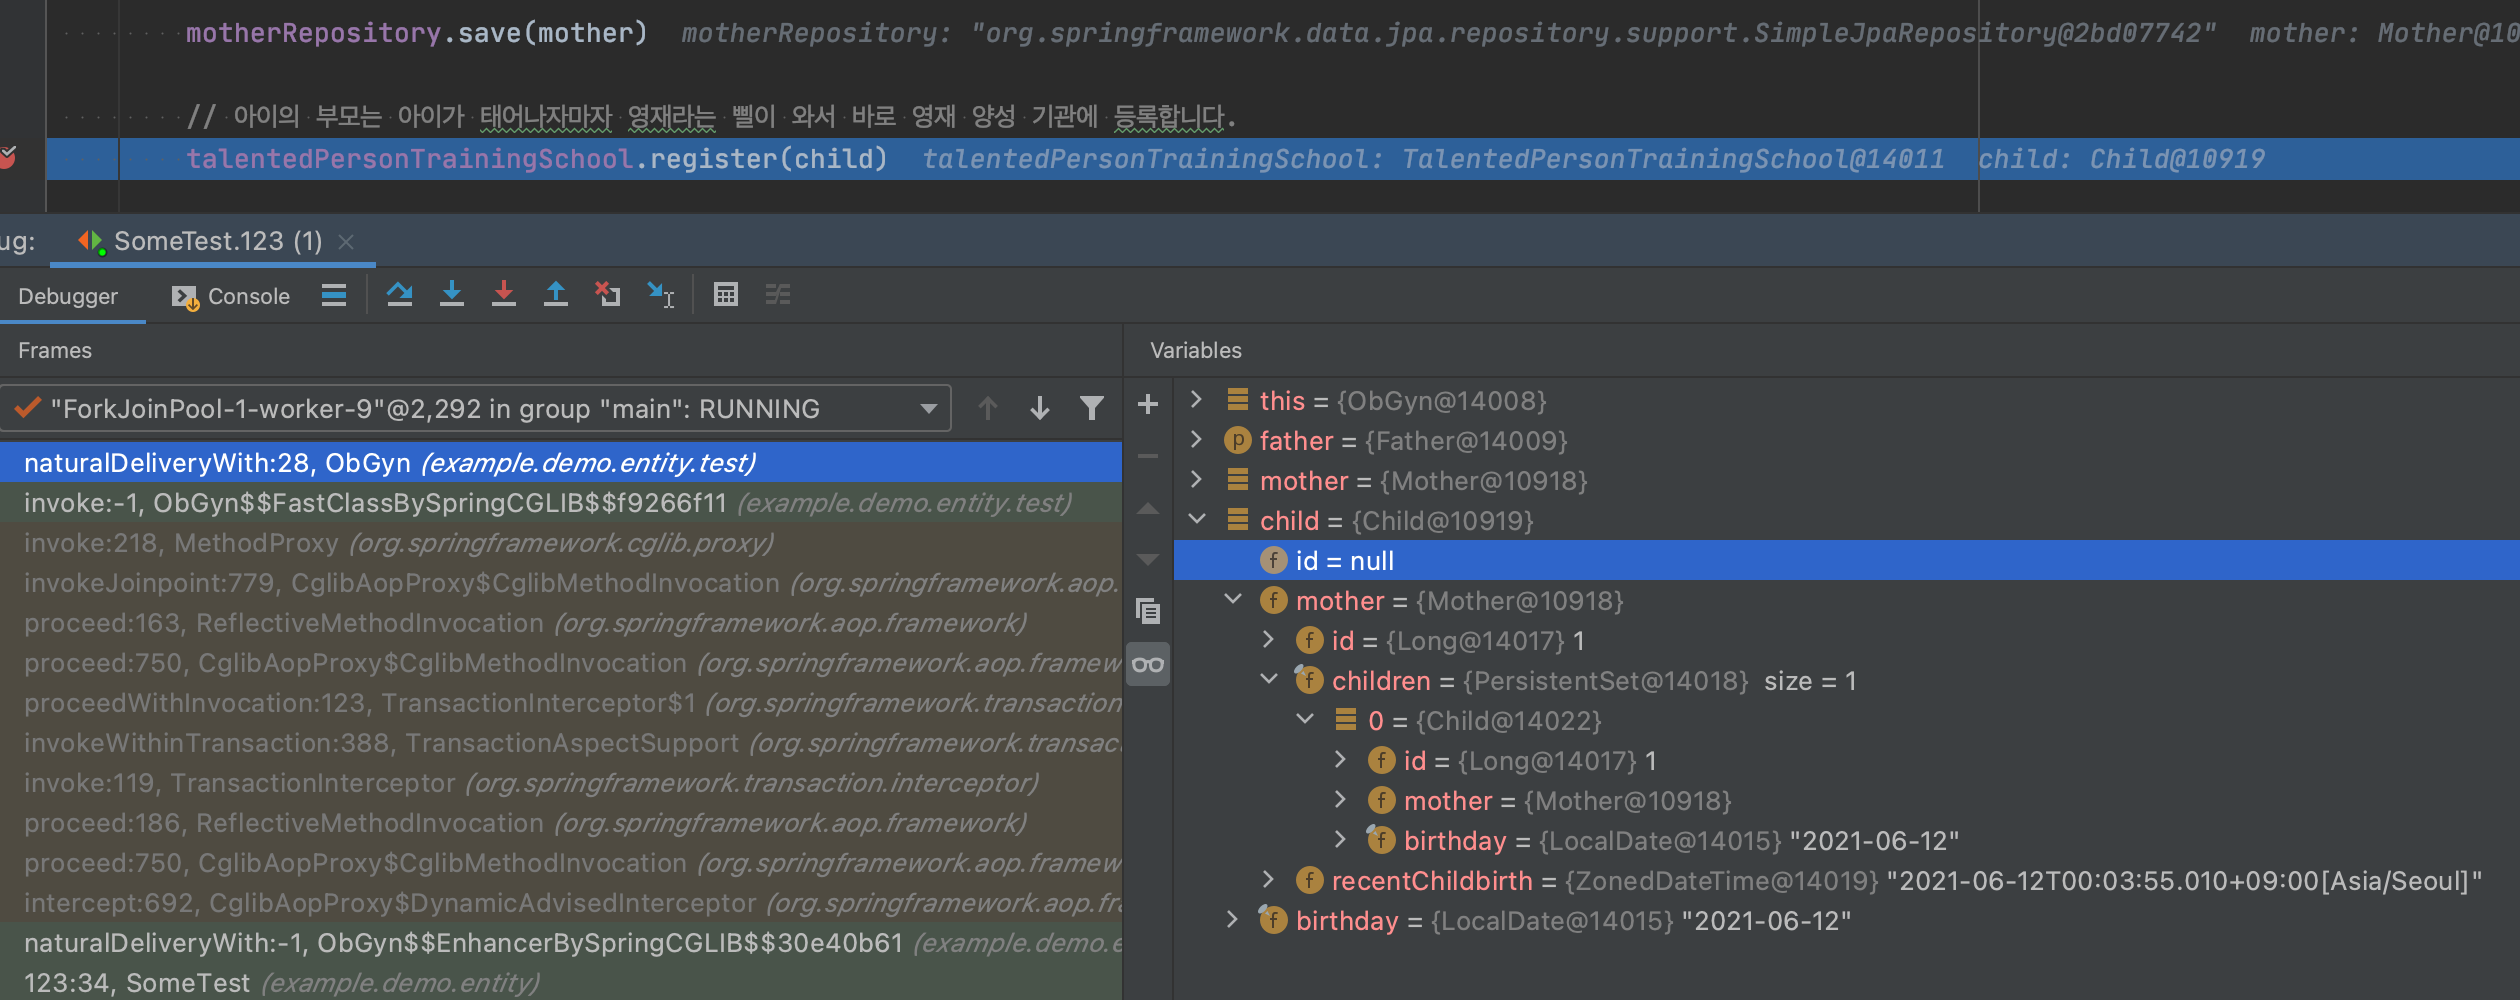 motherRepository.save(mother) motherRepository: "org.springframework.data.jpa.repository.support.SimpleJpaRepository@2bd07742" mother: Mother@10
// 아이의 부모는 아이가 태어나자마자 영재라는 삘이 와서 바로 영재 양성 기관에 등록합니다.
talentedPersonTrainingSchool.register(child) talentedPersonTrainingSchool: TalentedPersonTrainingSchool@14011 child: Child@10919
ug: SomeTest.123 (1)
Debugger Console
Frames
"ForkJoinPool-1-worker-9"@2,292 in group "main": RUNNING
naturalDeliveryWith:28, ObGyn (example.demo.entity.test)
invoke:-1, ObGyn$$FastClassBySpringCGLIB$$f9266f11 (example.demo.entity.test)
invoke:218, MethodProxy (org.springframework.cglib.proxy)
invokeJoinpoint:779, CglibAopProxy$CglibMethodInvocation (org.springframework.aop.
proceed:163, ReflectiveMethodInvocation (org.springframework.aop.framework)
proceed:750, CglibAopProxy$CglibMethodInvocation (org.springframework.aop.framew
proceedWithInvocation:123, TransactionInterceptor$1 (org.springframework.transaction
invokeWithinTransaction:388, TransactionAspectSupport (org.springframework.transac
invoke:119, TransactionInterceptor (org.springframework.transaction.interceptor)
proceed:186, ReflectiveMethodInvocation (org.springframework.aop.framework)
proceed:750, CglibAopProxy$CglibMethodInvocation (org.springframework.aop.framew
intercept:692, CglibAopProxy$DynamicAdvisedInterceptor (org.springframework.aop.fr
naturalDeliveryWith:-1, ObGyn$$EnhancerBySpringCGLIB$$30e40b61 (example.demo.e
123:34, SomeTest (example.demo.entity)
Variables
this = {ObGyn@14008}
father = {Father@14009}
mother = {Mother@10918}
child = {Child@10919}
id = null
mother = {Mother@10918}
id = {Long@14017} 1
children = {PersistentSet@14018} size = 1
0 = {Child@14022}
id = {Long@14017} 1
mother = {Mother@10918}
birthday = {LocalDate@14015} "2021-06-12"
recentChildbirth = {ZonedDateTime@14019} "2021-06-12T00:03:55.010+09:00[Asia/Seoul]"
birthday = {LocalDate@14015} "2021-06-12"